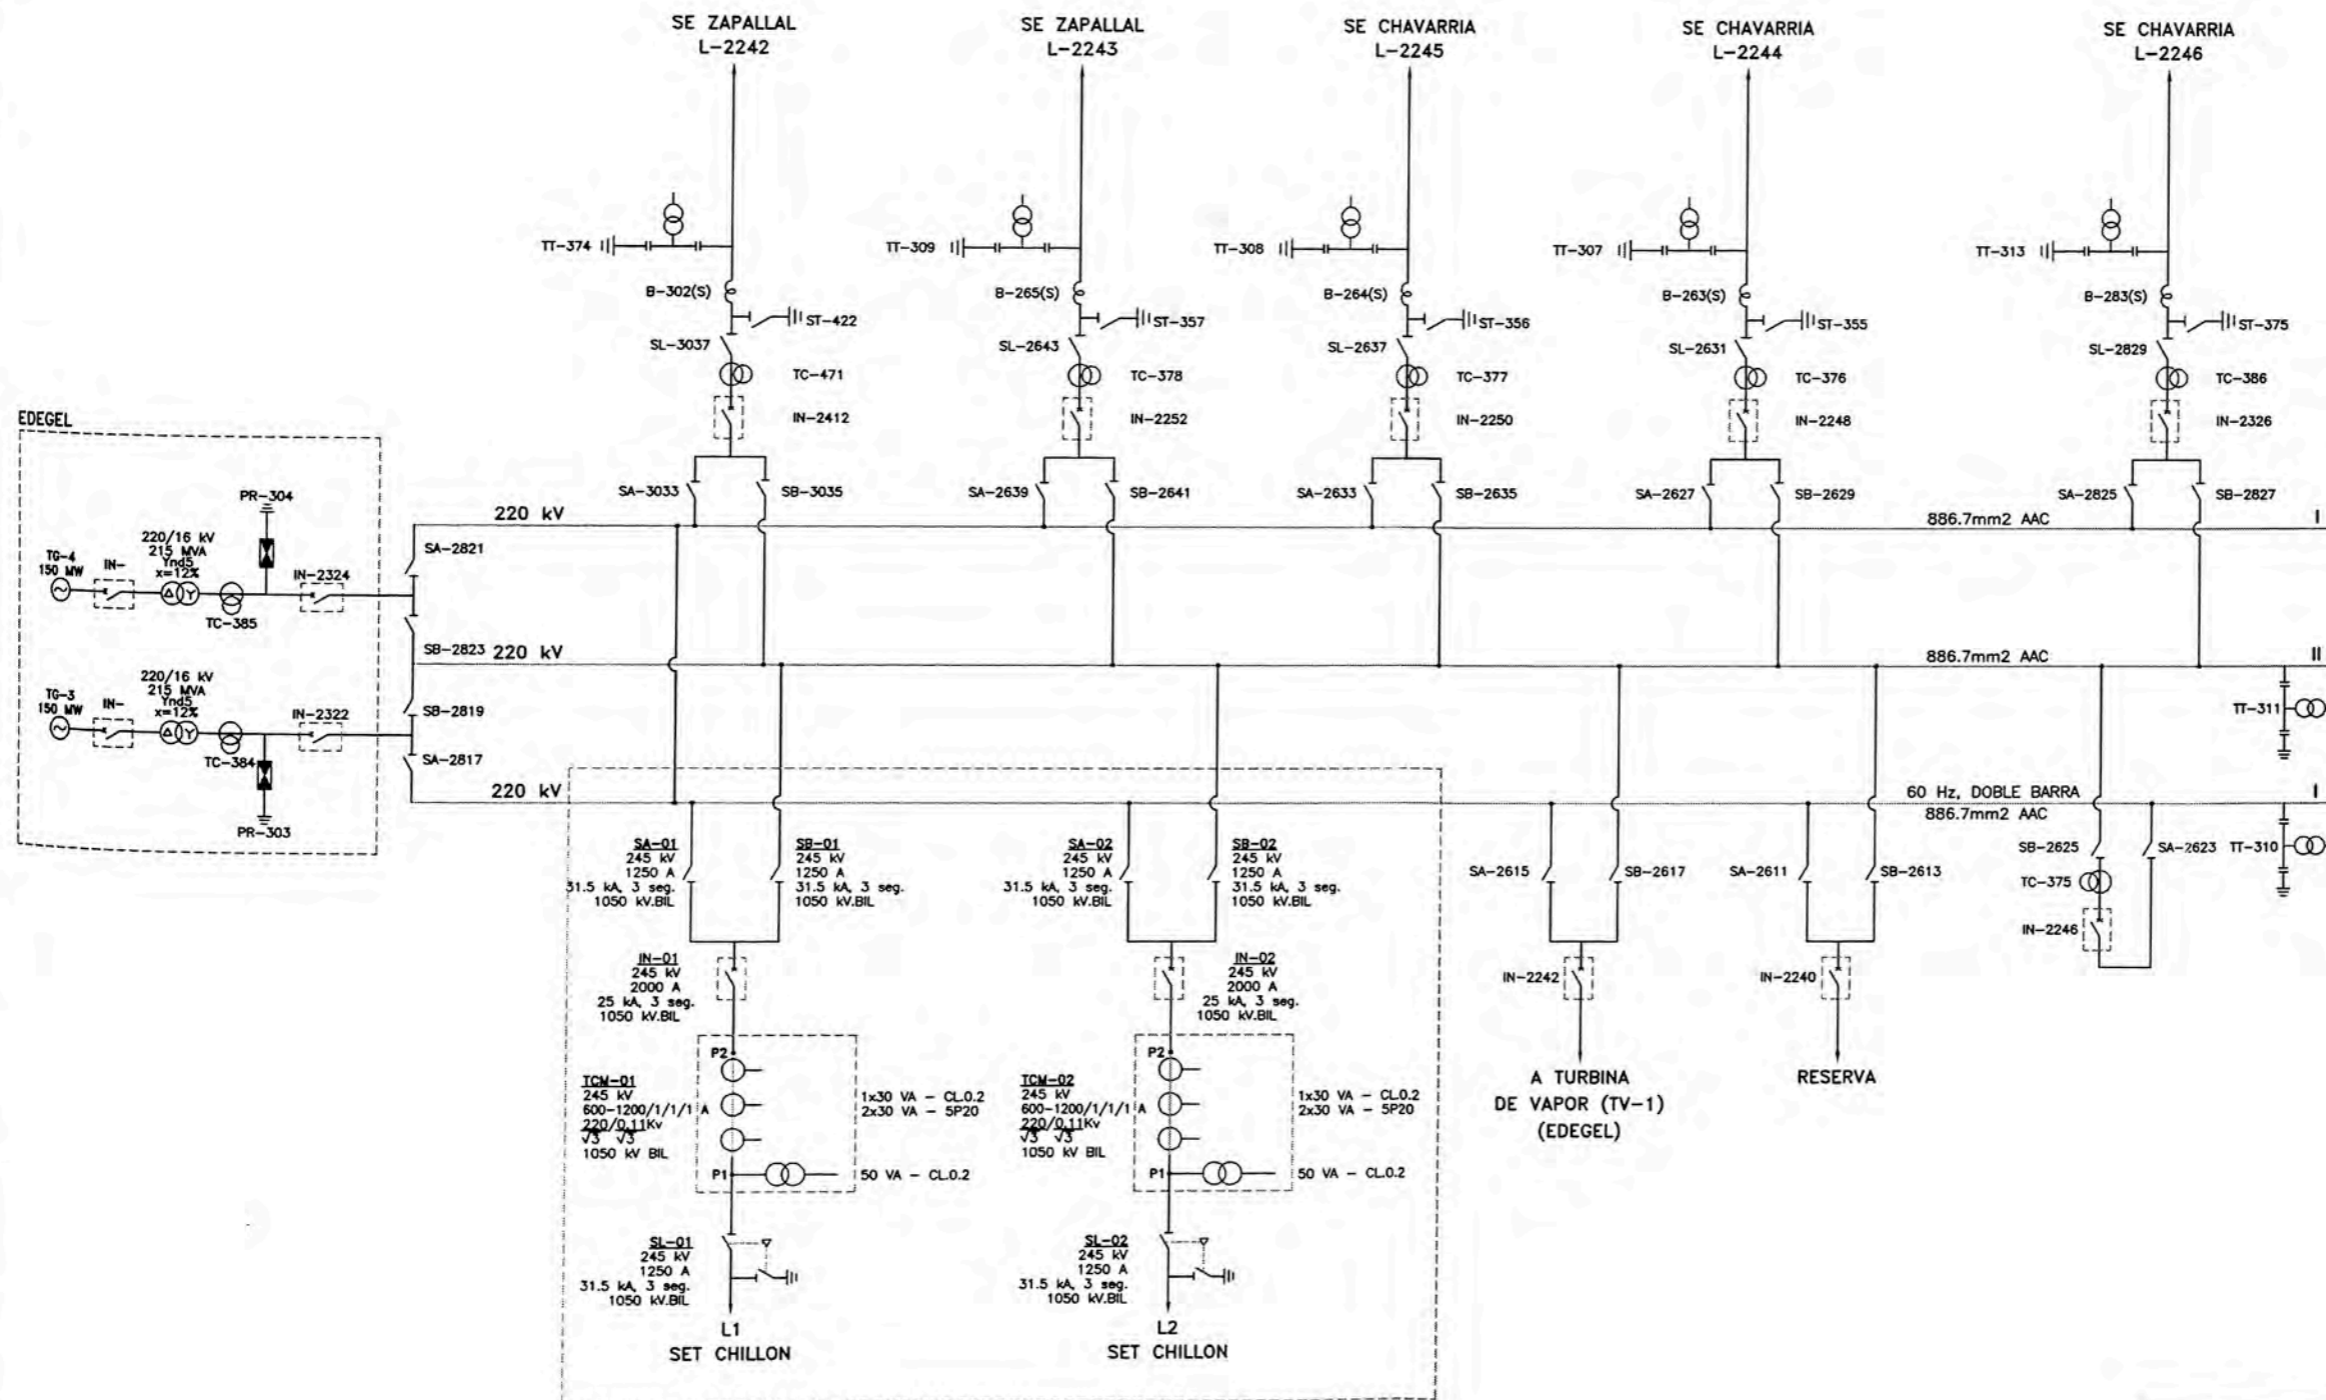 SE ZAPALLAL
L-2242
SE ZAPALLAL
L-2243
SE CHAVARRIA
L-2245
SE CHAVARRIA
L-2244
SE CHAVARRIA
L-2246
TT-374
TT-309
TT-308
TT-307
TT-313
B-302(S)
B-265(S)
B-264(S)
B-263(S)
B-283(S)
ST-422
ST-357
ST-356
ST-355
ST-375
SL-3037
SL-2643
SL-2637
SL-2631
SL-2829
TC-471
TC-378
TC-377
TC-376
TC-386
IN-2412
IN-2252
IN-2250
IN-2248
IN-2326
SA-3033
SB-3035
SA-2639
SB-2641
SA-2633
SB-2635
SA-2627
SB-2629
SA-2825
SB-2827
EDEGEL
PR-304
220/16 kV
215 MVA
Ynd5
x=12%
TG-4
150 MW
IN-
IN-2324
TC-385
SA-2821
SB-2823
220 kV
886.7mm2 AAC
I
220 kV
886.7mm2 AAC
II
220/16 kV
215 MVA
Ynd5
x=12%
TG-3
150 MW
IN-
IN-2322
TC-384
PR-303
SB-2819
SA-2817
TT-311
220 kV
60 Hz, DOBLE BARRA
886.7mm2 AAC
I
SA-01
245 kV
1250 A
31.5 kA, 3 seg.
1050 kV.BIL
SB-01
245 kV
1250 A
31.5 kA, 3 seg.
1050 kV.BIL
SA-02
245 kV
1250 A
31.5 kA, 3 seg.
1050 kV.BIL
SB-02
245 kV
1250 A
31.5 kA, 3 seg.
1050 kV.BIL
SA-2615
SB-2617
SA-2611
SB-2613
SB-2625
SA-2623
TT-310
TC-375
IN-2246
IN-01
245 kV
2000 A
25 kA, 3 seg.
1050 kV.BIL
IN-02
245 kV
2000 A
25 kA, 3 seg.
1050 kV.BIL
IN-2242
IN-2240
P2
TCM-01
245 kV
600-1200/1/1/1 A
220/0.11Kv
√3 √3
1050 kV BIL
1x30 VA - CL.0.2
2x30 VA - 5P20
P1
50 VA - CL.0.2
P2
TCM-02
245 kV
600-1200/1/1/1 A
220/0.11Kv
√3 √3
1050 kV BIL
1x30 VA - CL.0.2
2x30 VA - 5P20
P1
50 VA - CL.0.2
A TURBINA
DE VAPOR (TV-1)
(EDEGEL)
RESERVA
SL-01
245 kV
1250 A
31.5 kA, 3 seg.
1050 kV.BIL
SL-02
245 kV
1250 A
31.5 kA, 3 seg.
1050 kV.BIL
L1
SET CHILLON
L2
SET CHILLON